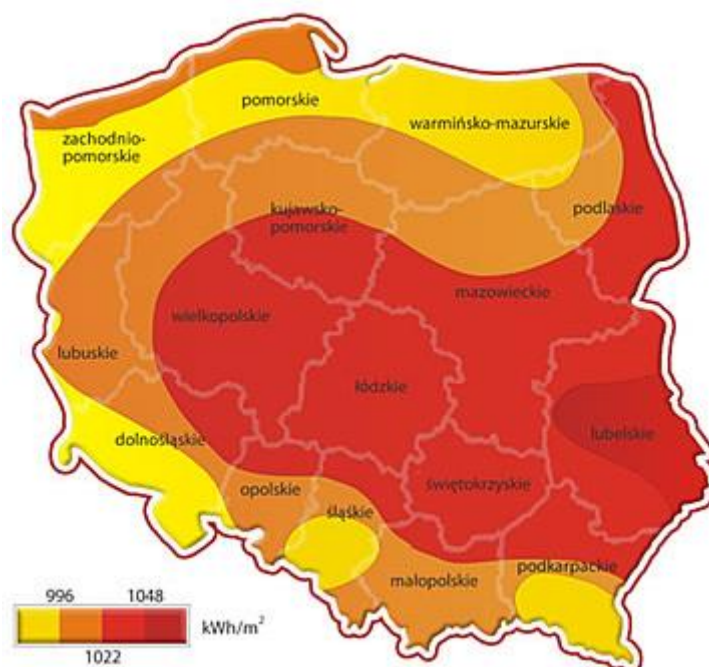 pomorskie
warmińsko-mazurskie
zachodnio-
pomorskie
kujawsko-
pomorskie
podlaskie
mazowieckie
wielkopolskie
lubuskie
łódzkie
dolnośląskie
lubelskie
opolskie
śląskie
świętokrzyskie
małopolskie
podkarpackie
996 1048
kWh/m²
1022